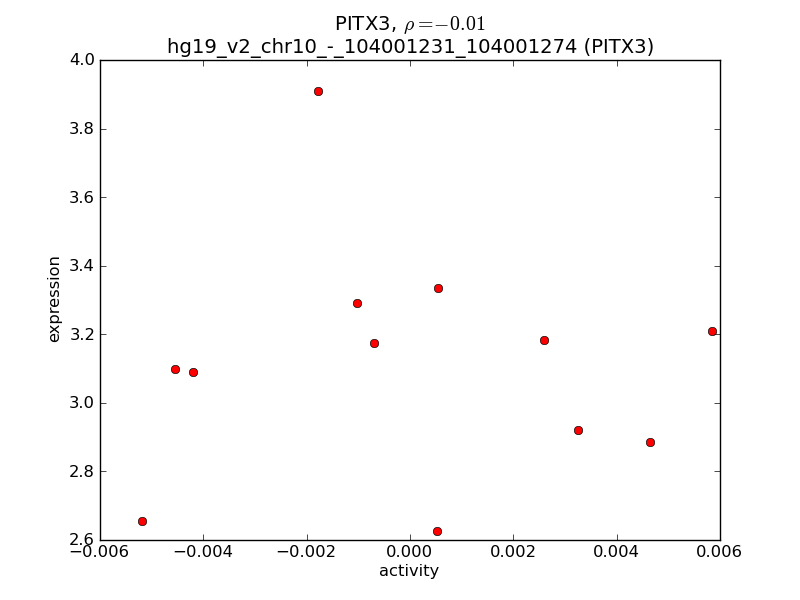 PITX3, ρ=−0.01
hg19_v2_chr10_-_104001231_104001274 (PITX3)
4.0
3.8
3.6
3.4
3.2
3.0
2.8
2.6
expression
−0.006 −0.004 −0.002 0.000 0.002 0.004 0.006
activity